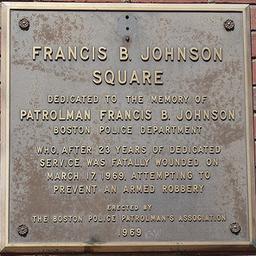 FRANCIS B. JOHNSON
SQUARE
DEDICATED TO THE MEMORY OF
PATROLMAN FRANCIS B. JOHNSON
BOSTON POLICE DEPARTMENT
WHO, AFTER 23 YEARS OF DEDICATED
SERVICE, WAS FATALLY WOUNDED ON
MARCH 17, 1969, ATTEMPTING TO
PREVENT AN ARMED ROBBERY
ERECTED BY
THE BOSTON POLICE PATROLMAN'S ASSOCIATION
1969